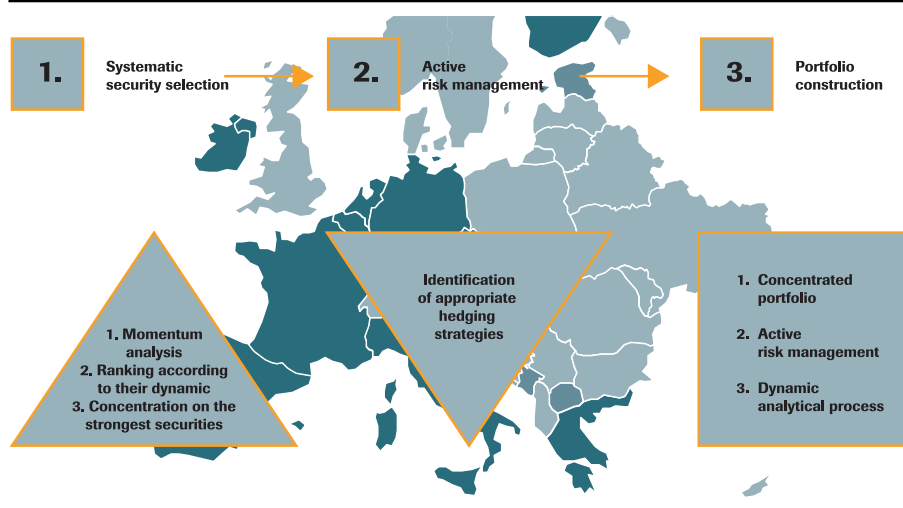 1.
Systematic
security selection
2.
Active
risk management
3.
Portfolio
construction
1. Momentum
analysis
2. Ranking according
to their dynamic
3. Concentration on the
strongest securities
Identification
of appropriate
hedging
strategies
1. Concentrated
portfolio
2. Active
risk management
3. Dynamic
analytical process